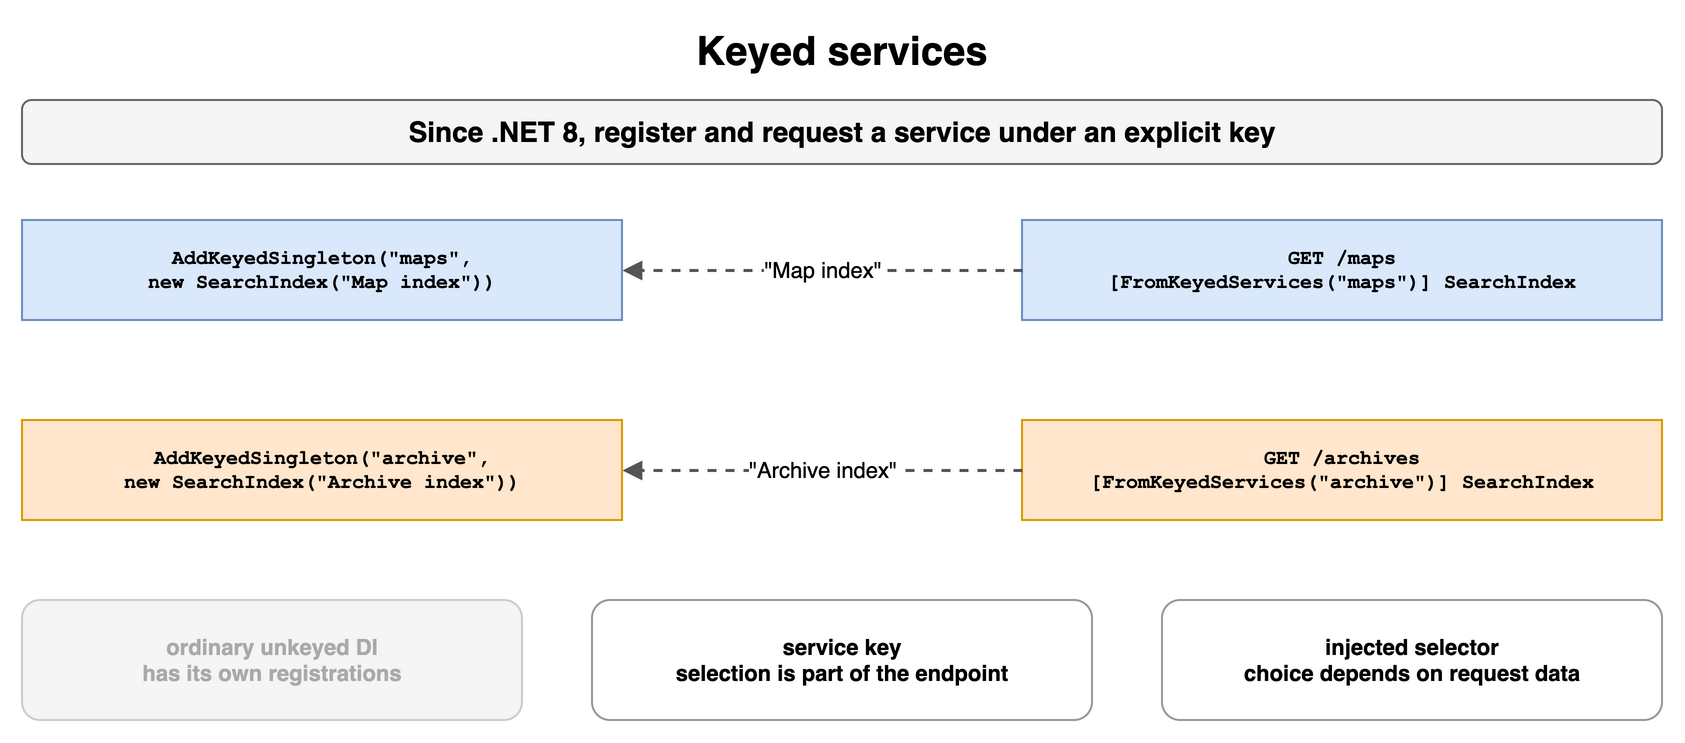 Keyed services
Since .NET 8, register and request a service under an explicit key
AddKeyedSingleton("maps",
new SearchIndex("Map index"))
"Map index"
GET /maps
[FromKeyedServices("maps")] SearchIndex
AddKeyedSingleton("archive",
new SearchIndex("Archive index"))
"Archive index"
GET /archives
[FromKeyedServices("archive")] SearchIndex
ordinary unkeyed DI
has its own registrations
service key
selection is part of the endpoint
injected selector
choice depends on request data